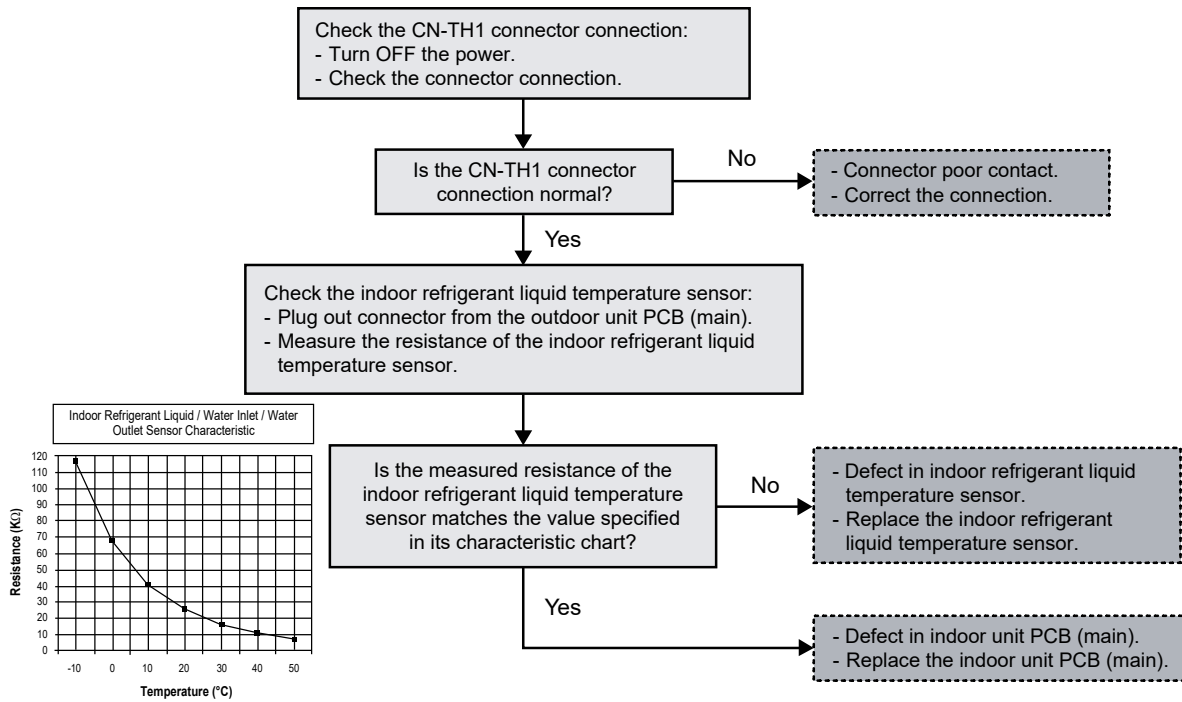 Check the CN-TH1 connector connection:
- Turn OFF the power.
- Check the connector connection.
Is the CN-TH1 connector
connection normal?
No
- Connector poor contact.
- Correct the connection.
Yes
Check the indoor refrigerant liquid temperature sensor:
- Plug out connector from the outdoor unit PCB (main).
- Measure the resistance of the indoor refrigerant liquid
temperature sensor.
Indoor Refrigerant Liquid / Water Inlet / Water
Outlet Sensor Characteristic
120
110
100
90
80
70
60
50
40
30
20
10
0
Resistance (KΩ)
-10 0 10 20 30 40 50
Temperature (°C)
Is the measured resistance of the
indoor refrigerant liquid temperature
sensor matches the value specified
in its characteristic chart?
No
- Defect in indoor refrigerant liquid
temperature sensor.
- Replace the indoor refrigerant
liquid temperature sensor.
Yes
- Defect in indoor unit PCB (main).
- Replace the indoor unit PCB (main).